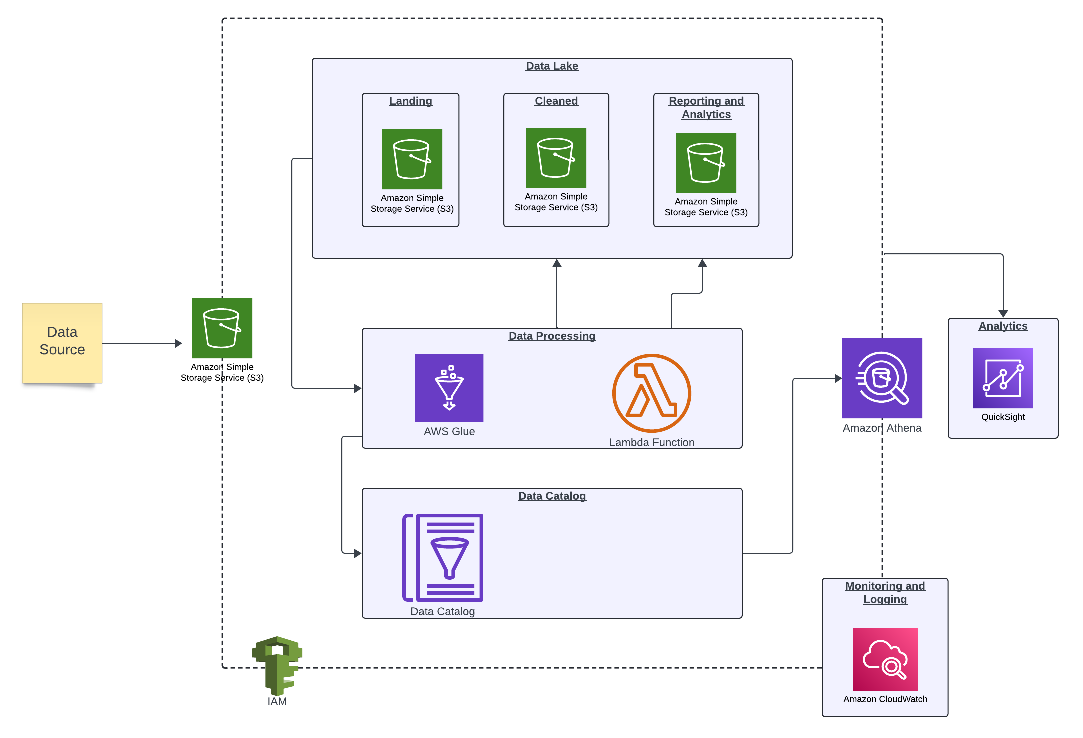 Data Lake
Landing
Cleaned
Reporting and
Analytics
Amazon Simple
Storage Service (S3)
Amazon Simple
Storage Service (S3)
Amazon Simple
Storage Service (S3)
Data
Source
Amazon Simple
Storage Service (S3)
Data Processing
AWS Glue
Lambda Function
Analytics
QuickSight
Amazon Athena
Data Catalog
Data Catalog
Monitoring and
Logging
Amazon CloudWatch
IAM